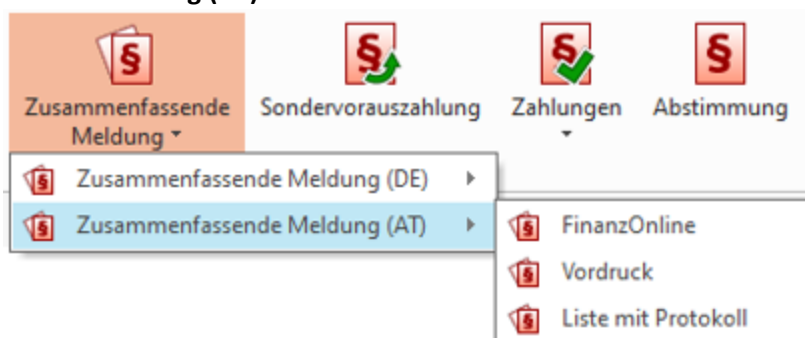 Zusammenfassende Meldung
Sondervorauszahlung
Zahlungen
Abstimmung
Zusammenfassende Meldung (DE)
Zusammenfassende Meldung (AT)
FinanzOnline
Vordruck
Liste mit Protokoll